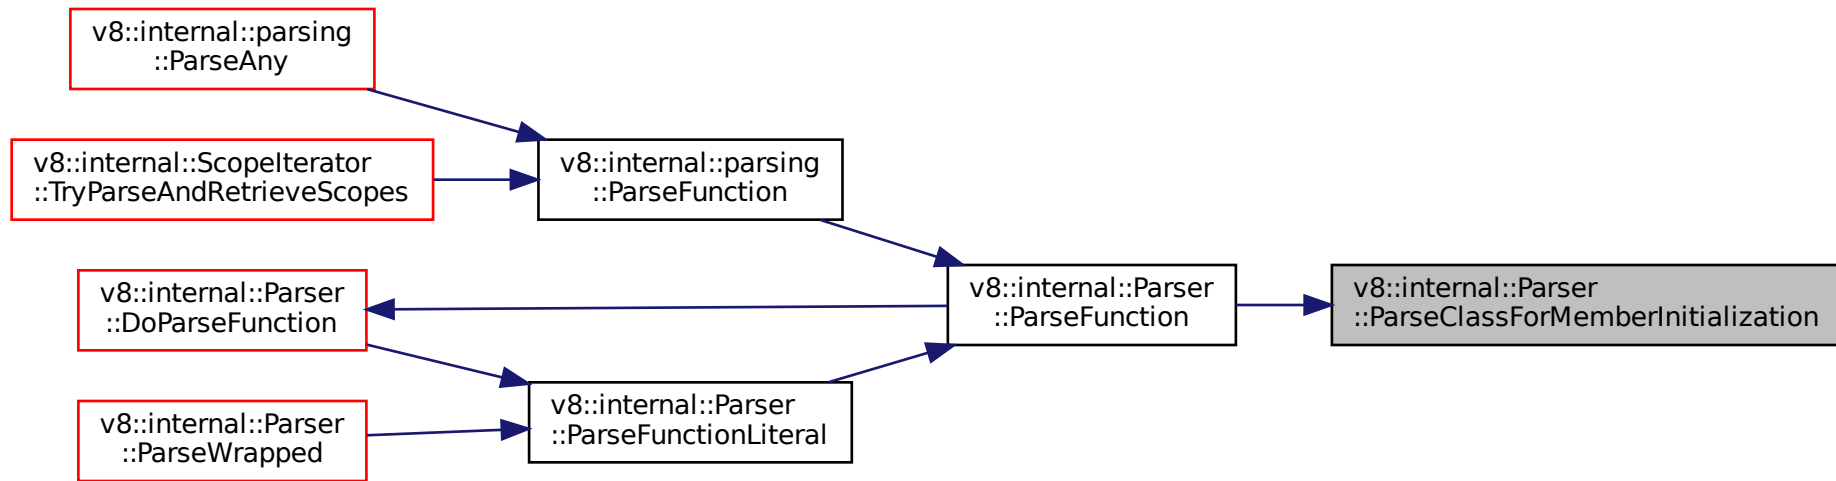 v8::internal::parsing
::ParseAny
v8::internal::ScopeIterator
::TryParseAndRetrieveScopes
v8::internal::parsing
::ParseFunction
v8::internal::Parser
::DoParseFunction
v8::internal::Parser
::ParseFunction
v8::internal::Parser
::ParseClassForMemberInitialization
v8::internal::Parser
::ParseWrapped
v8::internal::Parser
::ParseFunctionLiteral